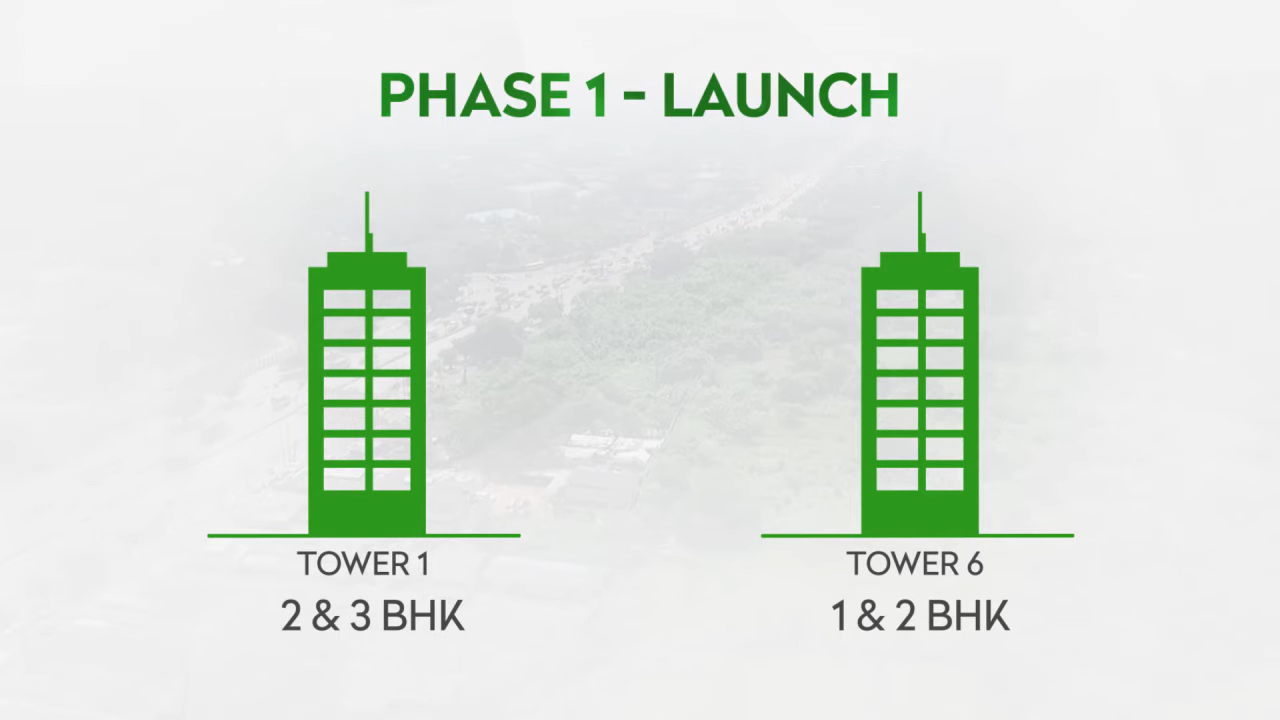 PHASE 1 - LAUNCH
TOWER 1
2 & 3 BHK
TOWER 6
1 & 2 BHK